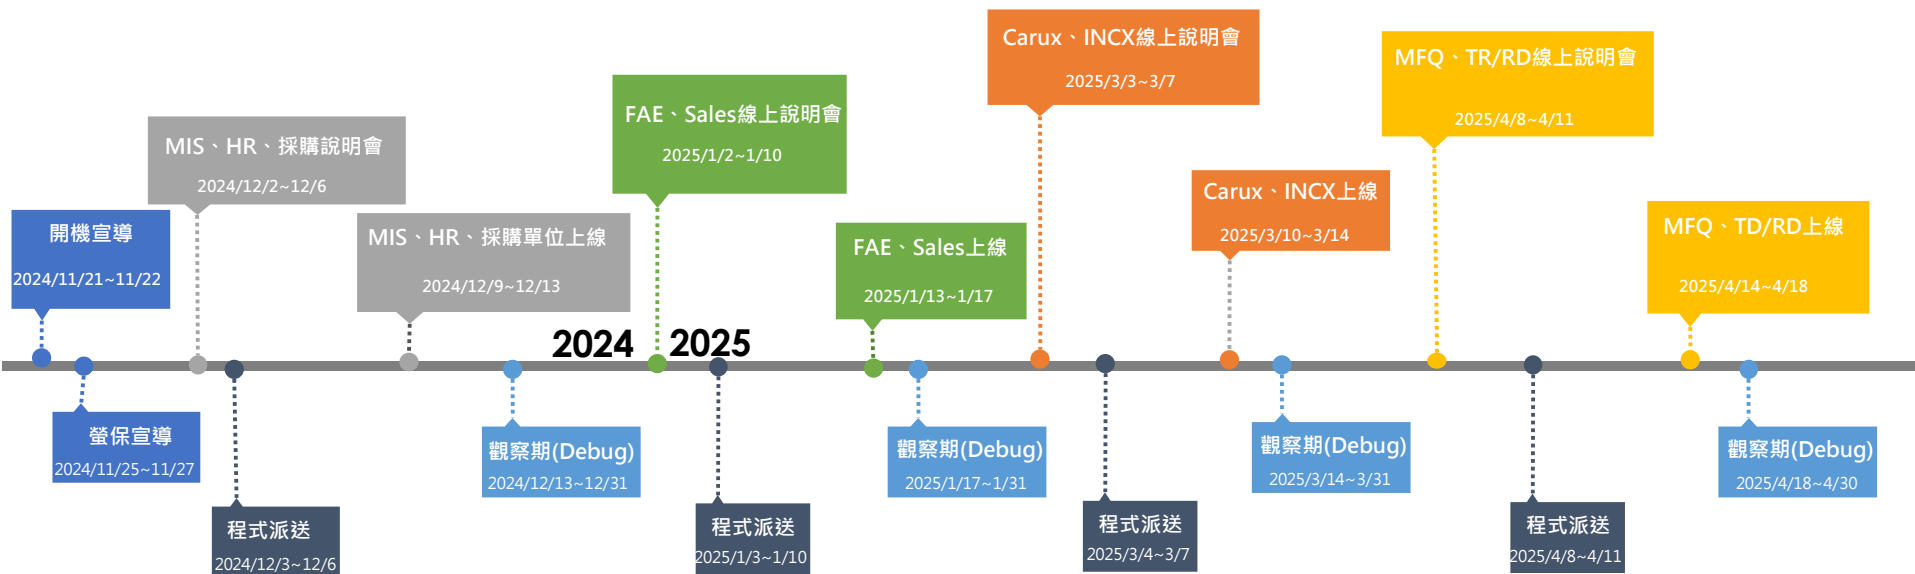 開機宣導
2024/11/21~11/22
螢保宣導
2024/11/25~11/27
MIS、HR、採購說明會
2024/12/2~12/6
程式派送
2024/12/3~12/6
MIS、HR、採購單位上線
2024/12/9~12/13
觀察期(Debug)
2024/12/13~12/31
2024
2025
FAE、Sales線上說明會
2025/1/2~1/10
程式派送
2025/1/3~1/10
FAE、Sales上線
2025/1/13~1/17
觀察期(Debug)
2025/1/17~1/31
Carux、INCX線上說明會
2025/3/3~3/7
程式派送
2025/3/4~3/7
Carux、INCX上線
2025/3/10~3/14
觀察期(Debug)
2025/3/14~3/31
MFQ、TR/RD線上說明會
2025/4/8~4/11
程式派送
2025/4/8~4/11
MFQ、TD/RD上線
2025/4/14~4/18
觀察期(Debug)
2025/4/18~4/30